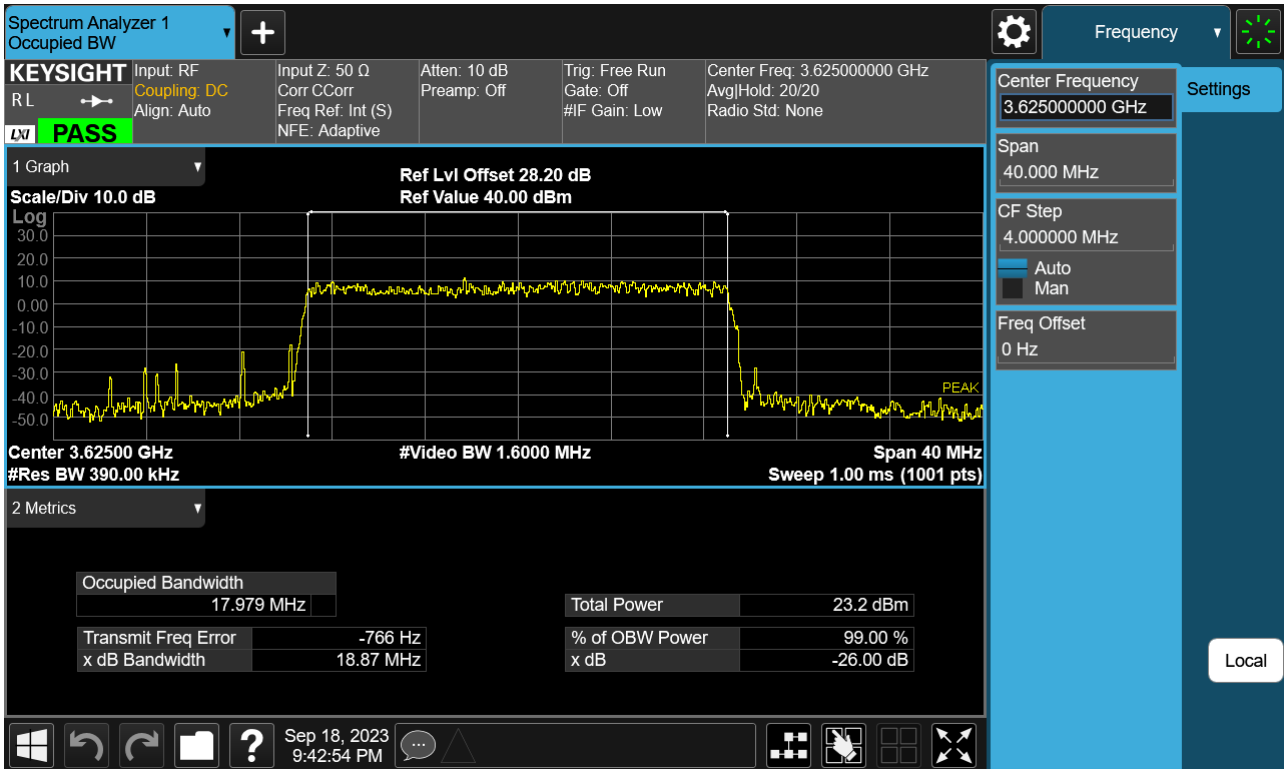 Spectrum Analyzer 1
Occupied BW
+
Frequency
KEYSIGHT
R L
LXI
PASS
Input: RF
Coupling: DC
Align: Auto
Input Z: 50 Ω
Corr CCorr
Freq Ref: Int (S)
NFE: Adaptive
Atten: 10 dB
Preamp: Off
Trig: Free Run
Gate: Off
#IF Gain: Low
Center Freq: 3.625000000 GHz
Avg|Hold: 20/20
Radio Std: None
Center Frequency
3.625000000 GHz
Settings
Span
40.000 MHz
CF Step
4.000000 MHz
Auto
Man
Freq Offset
0 Hz
Local
1 Graph
Scale/Div 10.0 dB
Ref Lvl Offset 28.20 dB
Ref Value 40.00 dBm
Log
30.0
20.0
10.0
0.00
-10.0
-20.0
-30.0
-40.0
-50.0
PEAK
Center 3.62500 GHz
#Video BW 1.6000 MHz
Span 40 MHz
#Res BW 390.00 kHz
Sweep 1.00 ms (1001 pts)
2 Metrics
Occupied Bandwidth
17.979 MHz
Total Power 23.2 dBm
Transmit Freq Error -766 Hz
% of OBW Power 99.00 %
x dB Bandwidth 18.87 MHz
x dB -26.00 dB
?
Sep 18, 2023
9:42:54 PM